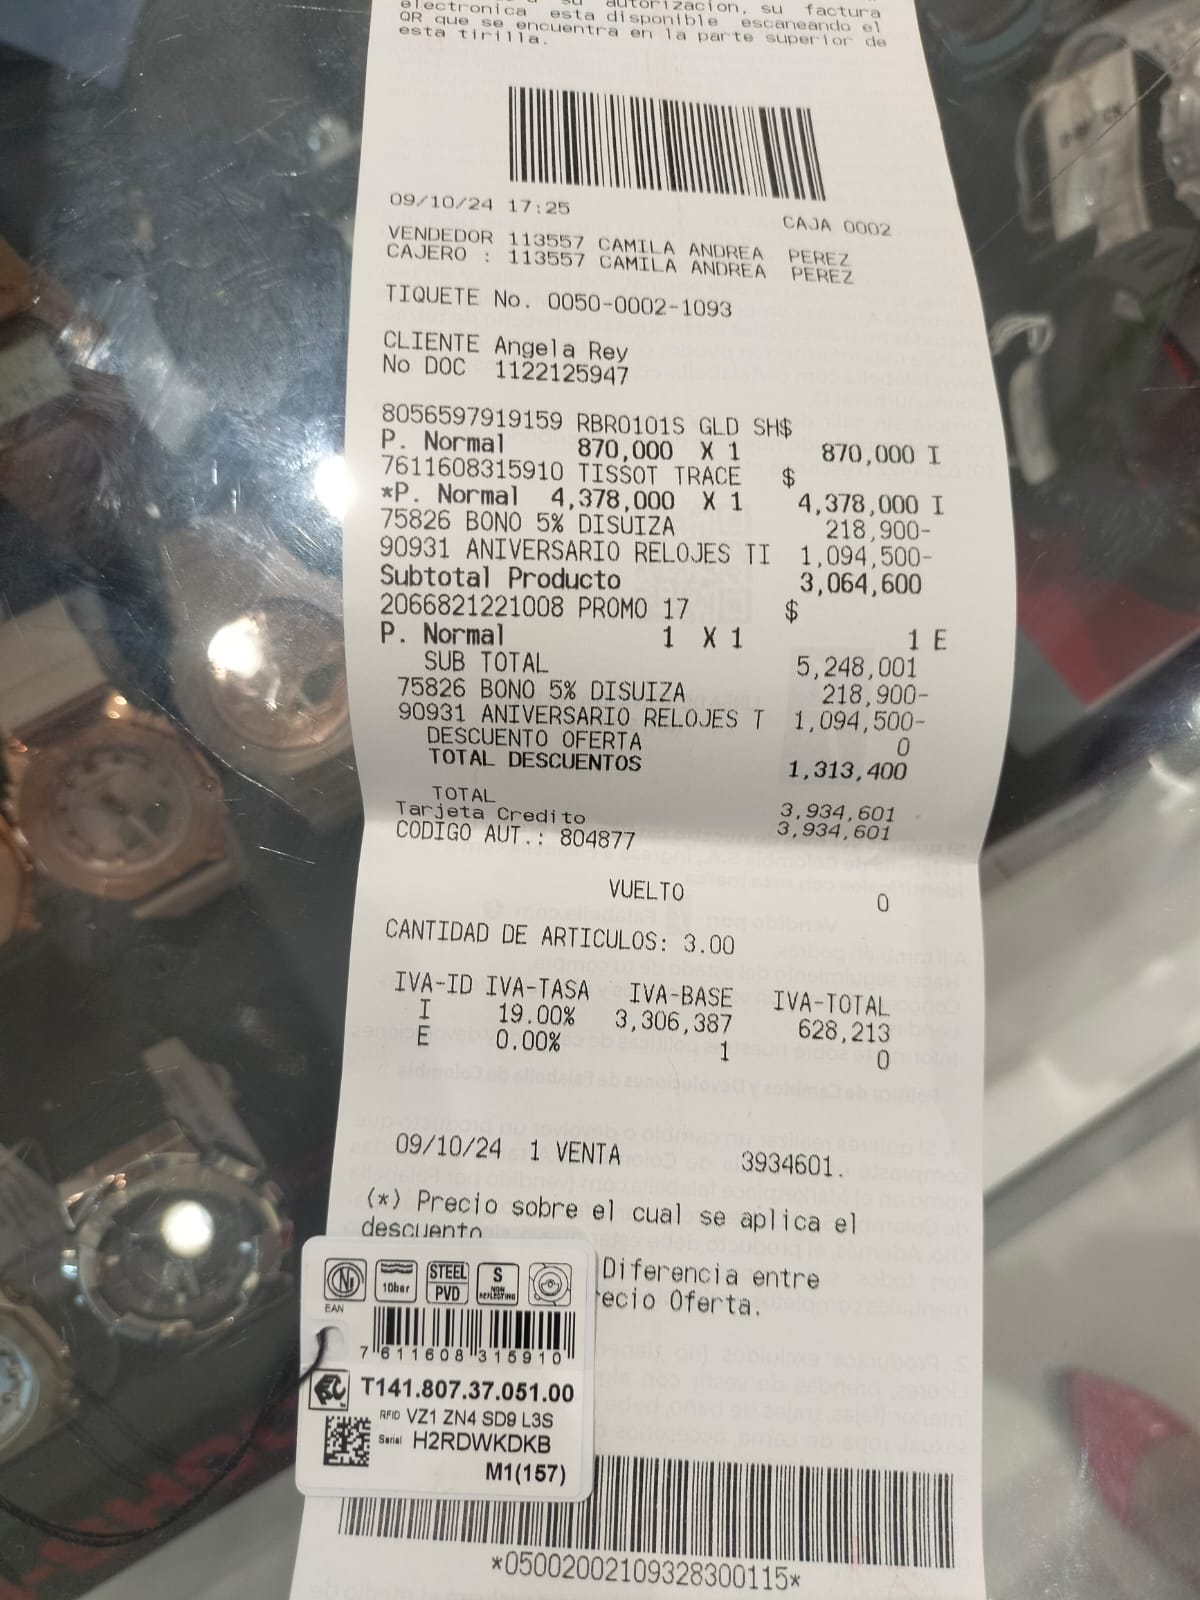 su autorizacion, su factura
electronica esta disponible escaneando el
QR que se encuentra en la parte superior de
esta tirilla.
09/10/24 17:25 CAJA 0002
VENDEDOR 113557 CAMILA ANDREA PEREZ
CAJERO : 113557 CAMILA ANDREA PEREZ
TIQUETE No. 0050-0002-1093
CLIENTE Angela Rey
No DOC 1122125947
8056597919159 RBR0101S GLD SH$
P. Normal 870,000 X 1 870,000 I
7611608315910 TISSOT TRACE $
*P. Normal 4,378,000 X 1 4,378,000 I
75826 BONO 5% DISUIZA 218,900-
90931 ANIVERSARIO RELOJES TI 1,094,500-
Subtotal Producto 3,064,600
2066821221008 PROMO 17 $
P. Normal 1 X 1 1 E
SUB TOTAL 5,248,001
75826 BONO 5% DISUIZA 218,900-
90931 ANIVERSARIO RELOJES T 1,094,500-
DESCUENTO OFERTA 0
TOTAL DESCUENTOS 1,313,400
TOTAL 3,934,601
Tarjeta Credito 3,934,601
CODIGO AUT.: 804877
VUELTO 0
CANTIDAD DE ARTICULOS: 3.00
IVA-ID IVA-TASA IVA-BASE IVA-TOTAL
I 19.00% 3,306,387 628,213
E 0.00% 1 0
09/10/24 1 VENTA 3934601.
(*) Precio sobre el cual se aplica el
descuento
Diferencia entre
recio Oferta.
10bar STEEL PVD S NON REFLECTING
EAN
7 611608 315910
T141.807.37.051.00
RFID VZ1 ZN4 SD9 L3S
Serial H2RDWKDKB
M1(157)
*05002002109328300115*